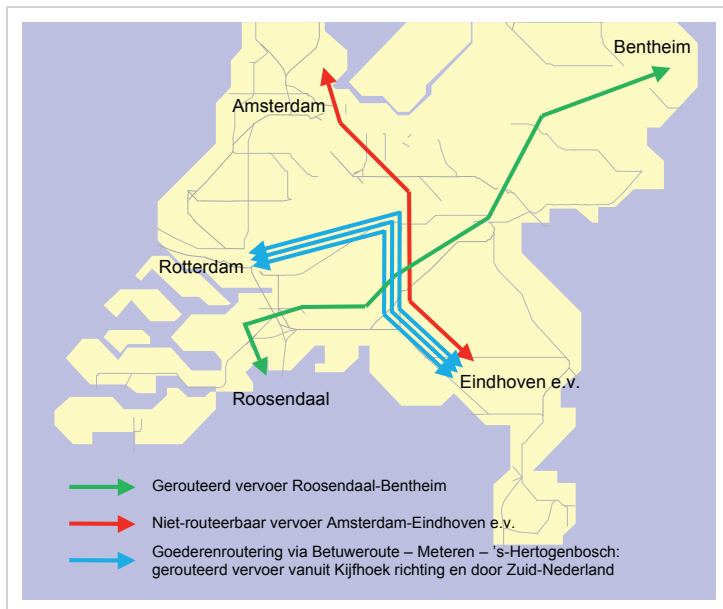 Bentheim
Amsterdam
Rotterdam
Eindhoven e.v.
Roosendaal
Gerouteerd vervoer Roosendaal-Bentheim
Niet-routeerbaar vervoer Amsterdam-Eindhoven e.v.
Goederenroutering via Betuweroute – Meteren – 's-Hertogenbosch:
gerouteerd vervoer vanuit Kijfhoek richting en door Zuid-Nederland